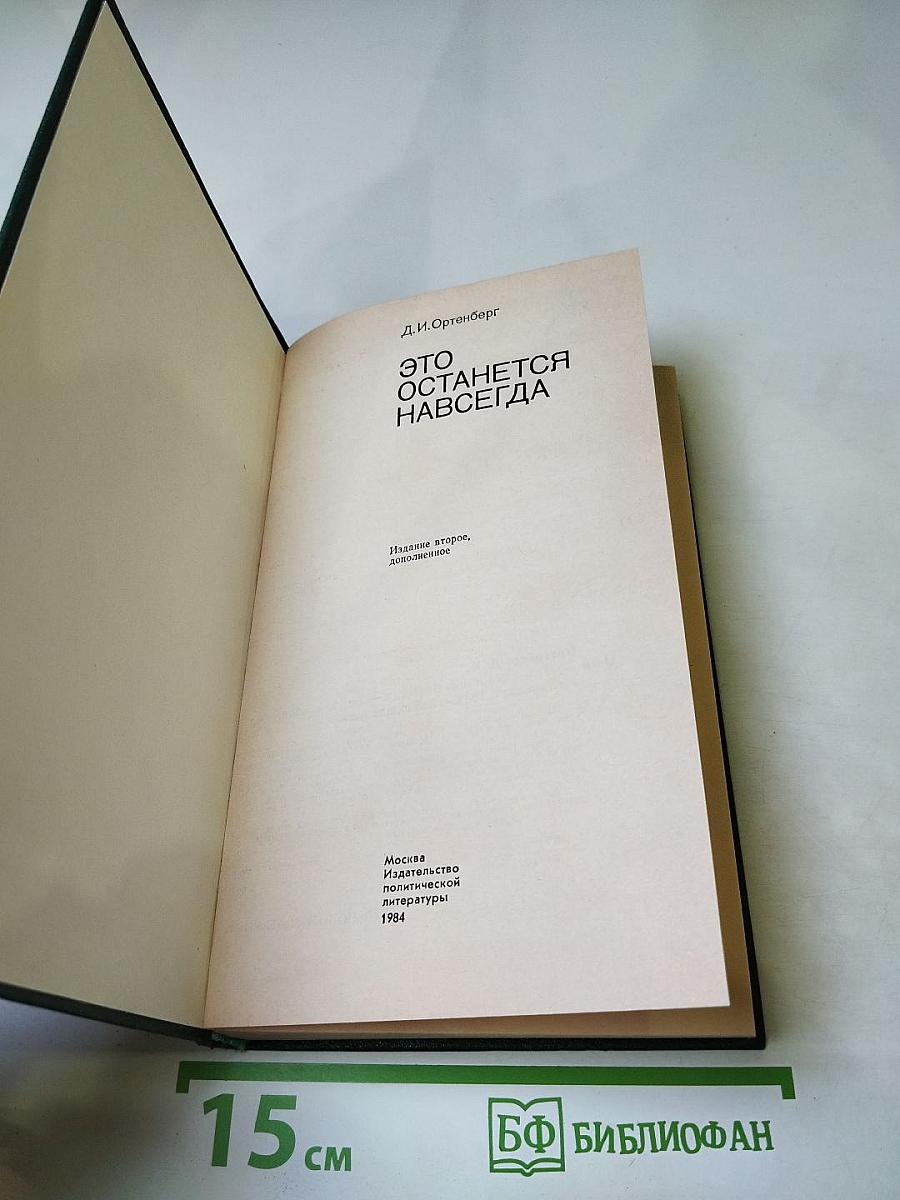 Д.И.Ортенберг
ЭТО
ОСТАНЕТСЯ
НАВСЕГДА
Издание второе,
дополненное
Москва
Издательство
политической
литературы
1984
15 см
БФ БИБЛИОФАН